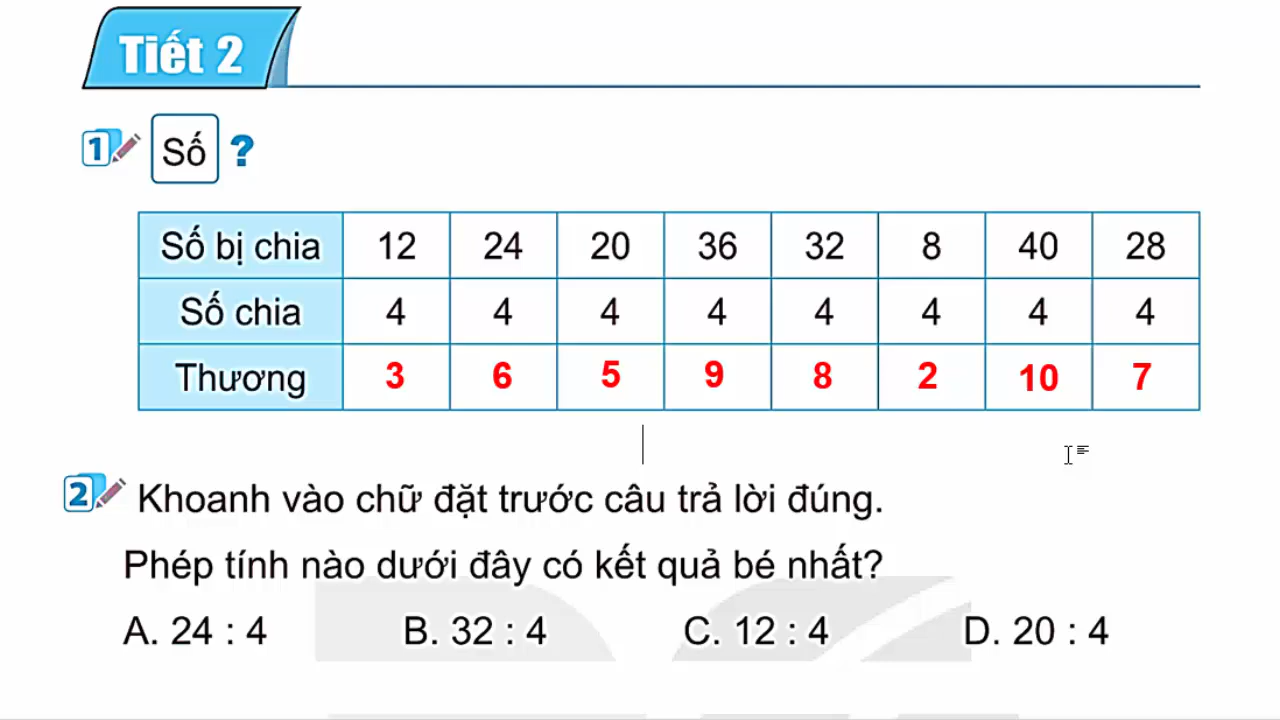 Tiết 2
1 Số ?
Số bị chia 12 24 20 36 32 8 40 28
Số chia 4 4 4 4 4 4 4 4
Thương 3 6 5 9 8 2 10 7
2 Khoanh vào chữ đặt trước câu trả lời đúng.
Phép tính nào dưới đây có kết quả bé nhất?
A. 24 : 4 B. 32 : 4 C. 12 : 4 D. 20 : 4